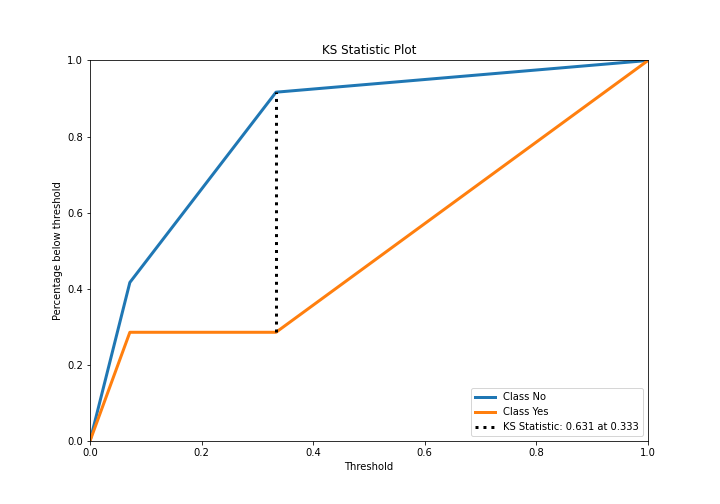 KS Statistic Plot
1.0
0.8
0.6
0.4
0.2
0.0
Percentage below threshold
0.0 0.2 0.4 0.6 0.8 1.0
Threshold
Class No
Class Yes
KS Statistic: 0.631 at 0.333